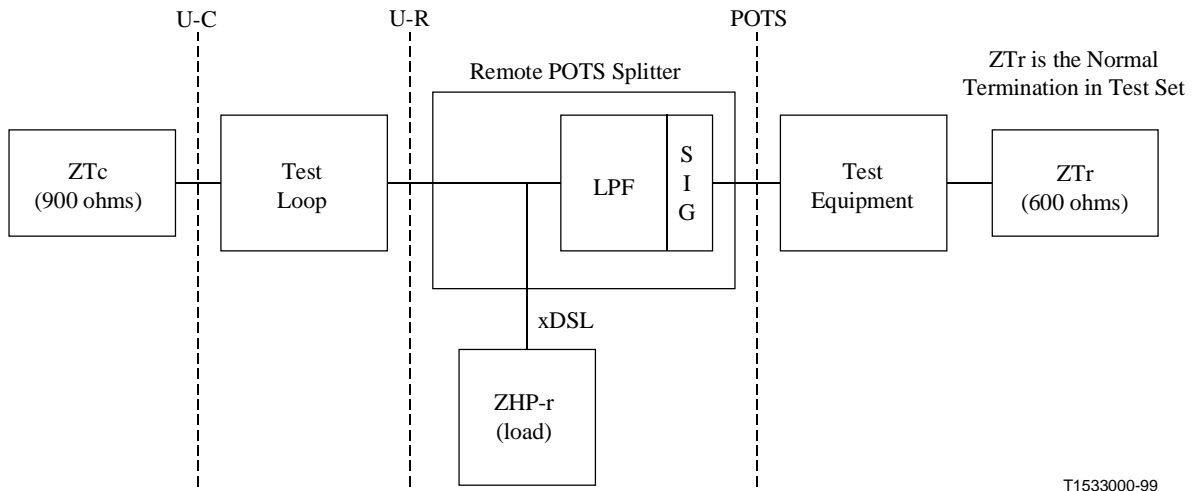 U-C
U-R
POTS
Remote POTS Splitter
ZTr is the Normal
Termination in Test Set
ZTc
(900 ohms)
Test
Loop
LPF
S
I
G
Test
Equipment
ZTr
(600 ohms)
xDSL
ZHP-r
(load)
T1533000-99